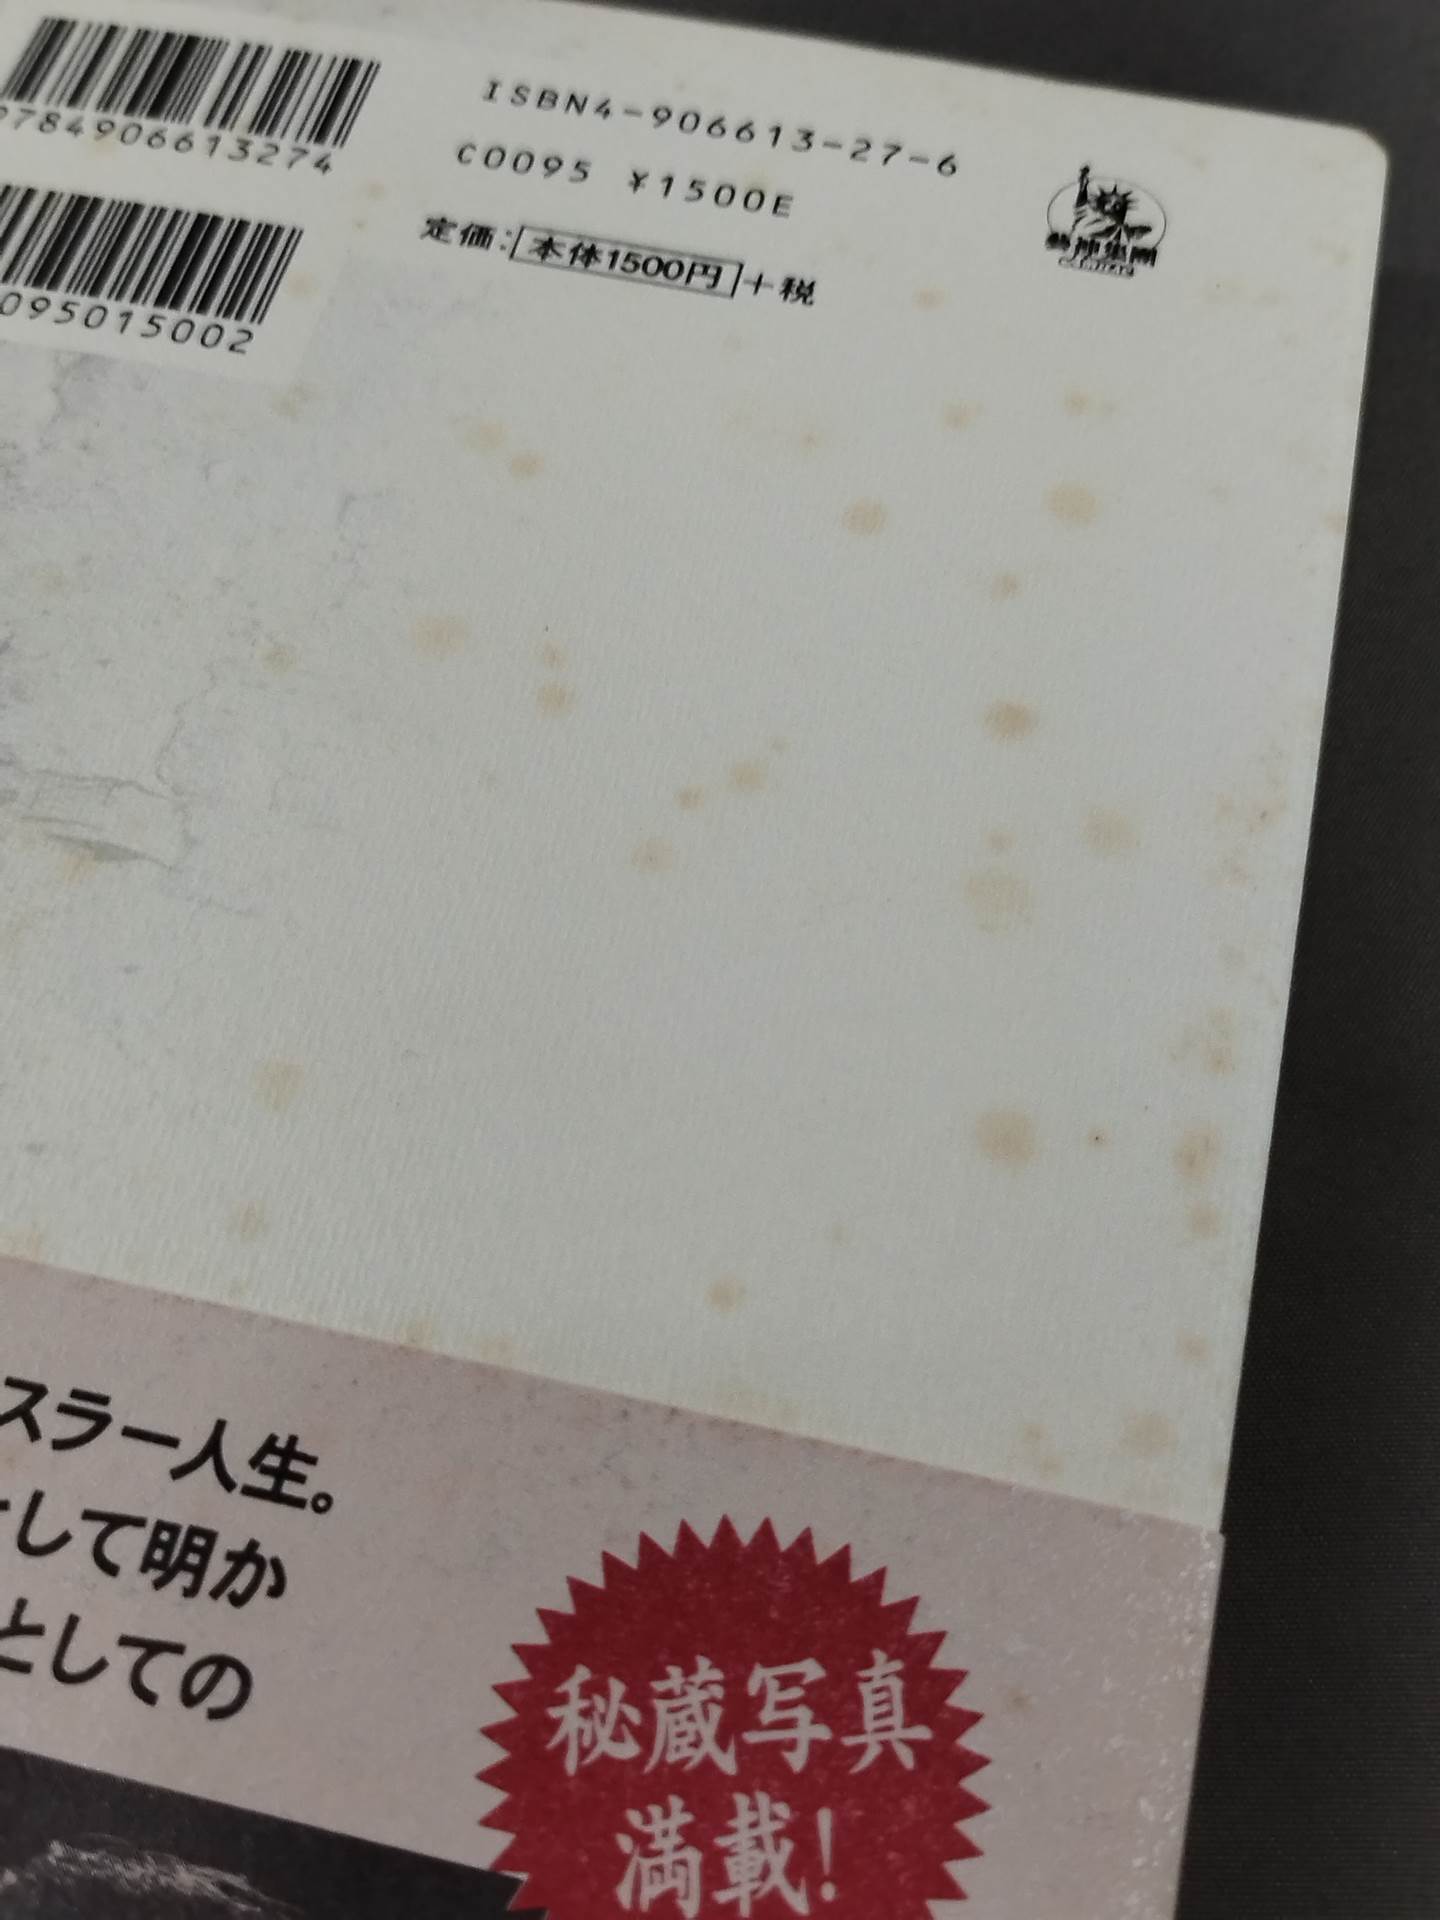 9784906613274
ISBN4-906613-27-6
C0095 ¥1500E
定価:本体1500円+税
095015002
スラー人生。
して明か
としての
秘蔵写真
満載!